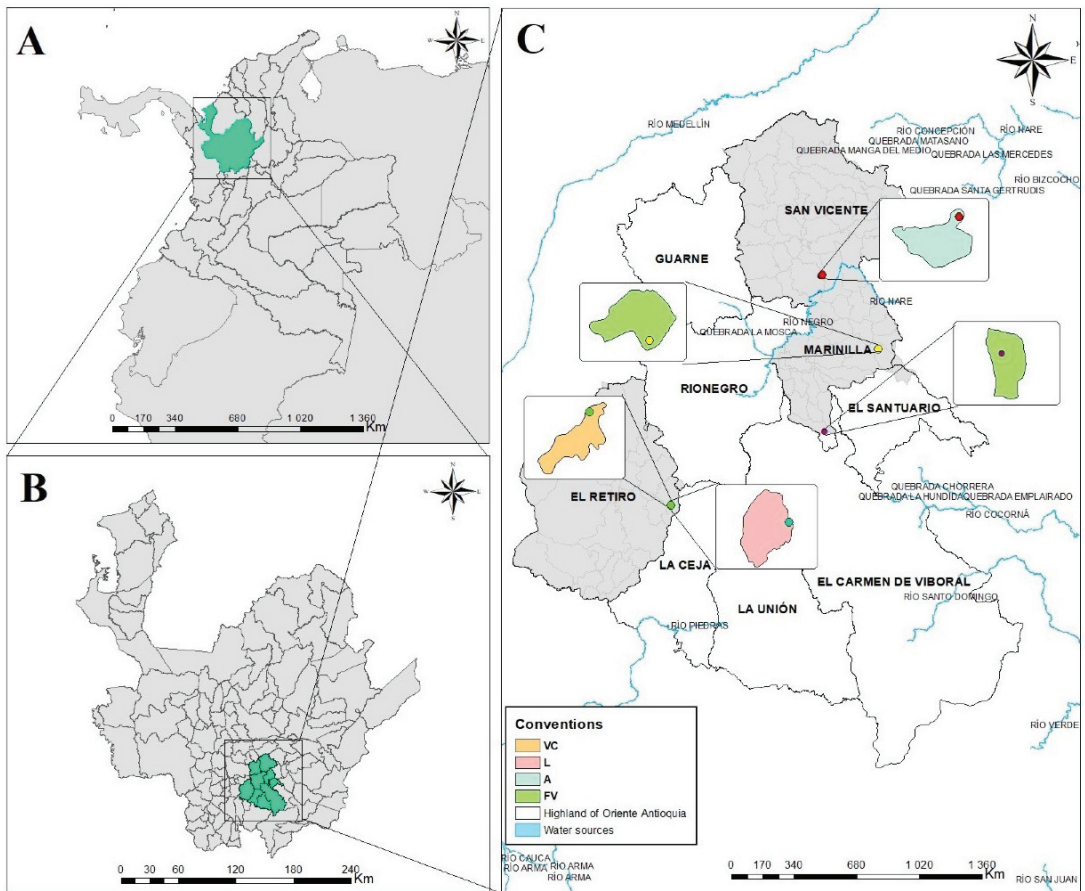 A
N
W
E
S
0 170 340 680 1 020 1 360
Km
B
N
W
E
S
0 30 60 120 180 240
Km
C
N
E
S
RÍO MEDELLÍN
RÍO CONCEPCIÓN
RÍO NARE
QUEBRADA MATASANO
QUEBRADA MANGA DEL MEDIO
QUEBRADA LAS MERCEDES
RÍO BIZCOCHO
QUEBRADA SANTA GERTRUDIS
SAN VICENTE
GUARNE
RÍO NARE
RÍO NEGRO
QUEBRADA LA MOSCA
MARINILLA
RIONEGRO
EL SANTUARIO
QUEBRADA CHORRERA
EL RETIRO
QUEBRADA LA HUNDIDA
QUEBRADA EMPLAIRADO
RÍO COCORNÁ
LA CEJA
EL CARMEN DE VIBORAL
RÍO SANTO DOMINGO
LA UNIÓN
RÍO PIEDRAS
RÍO VERDE
Conventions
VC
L
A
FV
Highland of Oriente Antioquia
Water sources
RÍO CAUCA
RÍO ARMA
RÍO ARMA
RÍO ARMA
0 170 340 680 1 020 1 360
Km
RÍO SAN JUAN